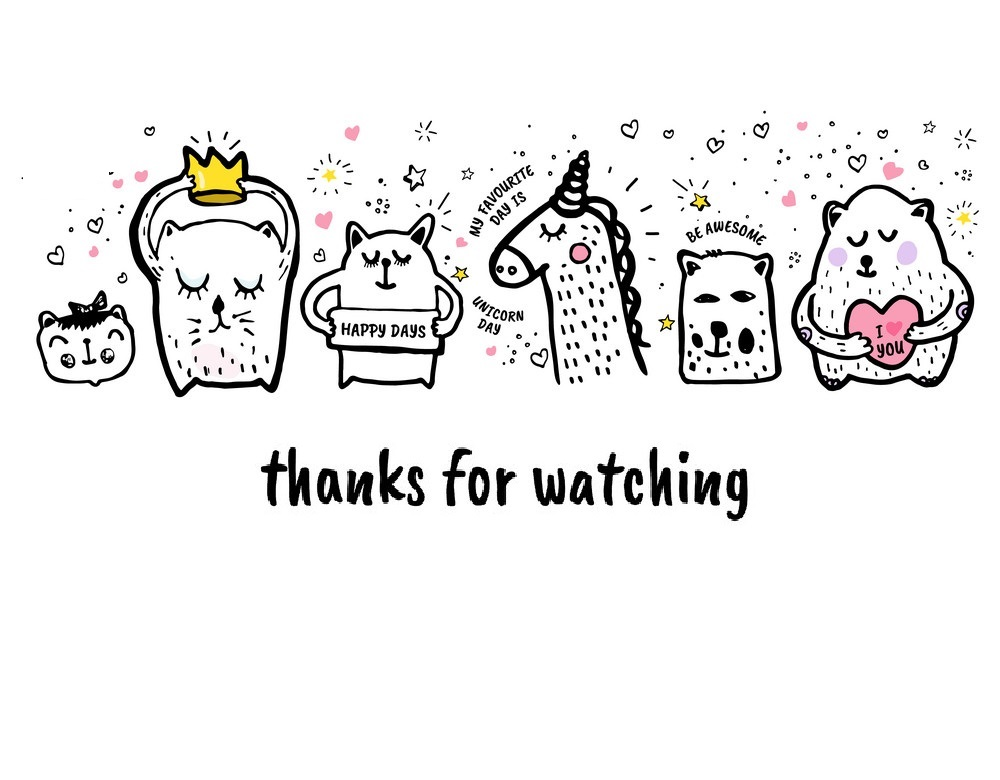 MY FAVOURITE
DAY IS
UNICORN
DAY
BE AWESOME
HAPPY DAYS
I
YOU
thanks for watching